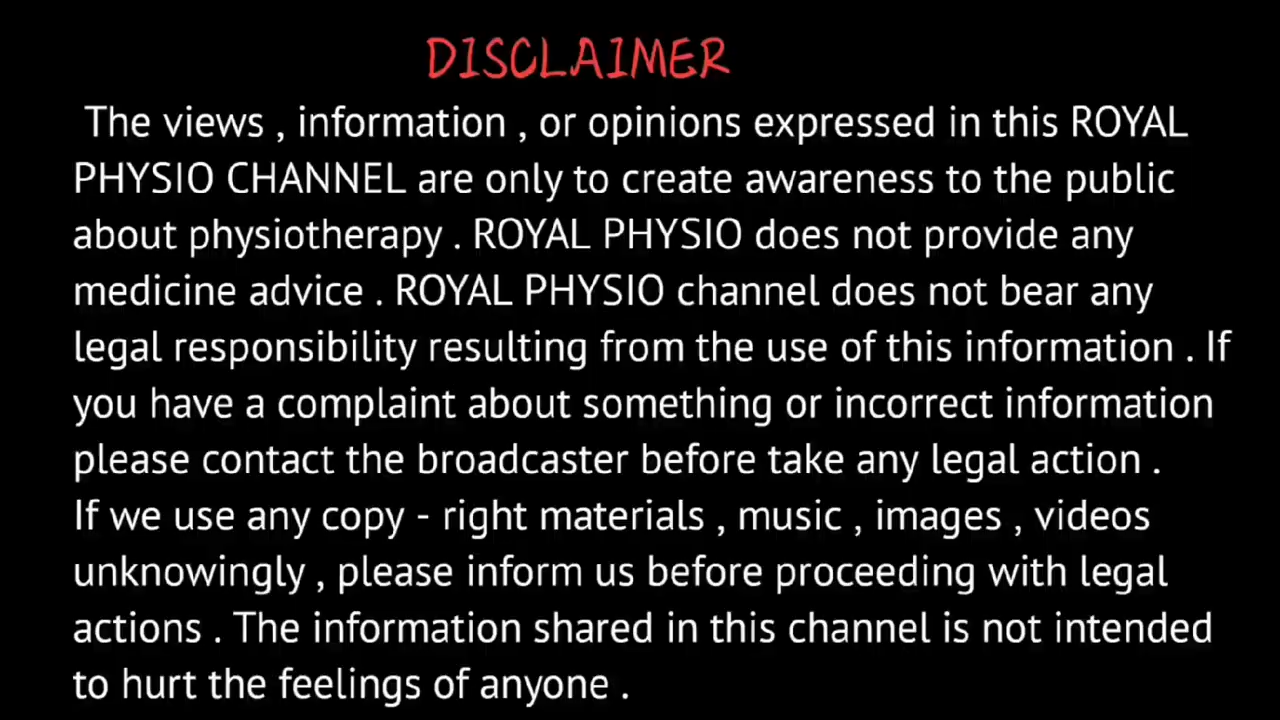 DISCLAIMER
The views , information , or opinions expressed in this ROYAL
PHYSIO CHANNEL are only to create awareness to the public
about physiotherapy . ROYAL PHYSIO does not provide any
medicine advice . ROYAL PHYSIO channel does not bear any
legal responsibility resulting from the use of this information . If
you have a complaint about something or incorrect information
please contact the broadcaster before take any legal action .
If we use any copy - right materials , music , images , videos
unknowingly , please inform us before proceeding with legal
actions . The information shared in this channel is not intended
to hurt the feelings of anyone .